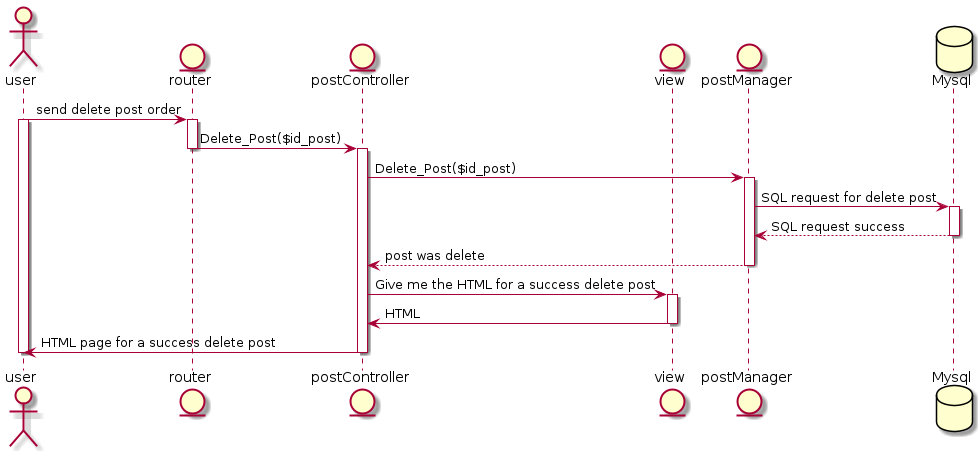 user
router
postController
view
postManager
Mysql
send delete post order
Delete_Post($id_post)
Delete_Post($id_post)
SQL request for delete post
SQL request success
post was delete
Give me the HTML for a success delete post
HTML
HTML page for a success delete post
user
router
postController
view
postManager
Mysql